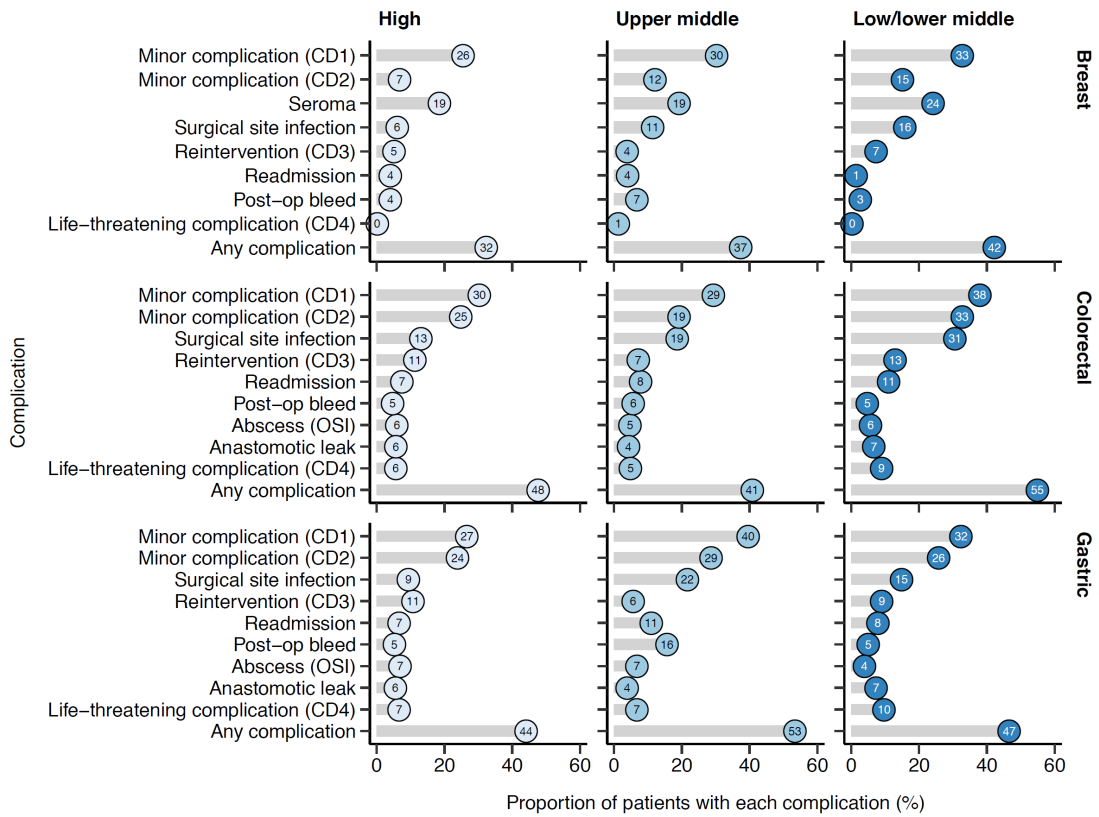 High Upper middle Low/lower middle
Breast
Minor complication (CD1) 26 30 33
Minor complication (CD2) 7 12 15
Seroma 19 19 24
Surgical site infection 6 11 16
Reintervention (CD3) 5 4 7
Readmission 4 4 1
Post−op bleed 4 7 3
Life−threatening complication (CD4) 0 1 0
Any complication 32 37 42
Colorectal
Minor complication (CD1) 30 29 38
Minor complication (CD2) 25 19 33
Surgical site infection 13 19 31
Reintervention (CD3) 11 7 13
Readmission 7 8 11
Post−op bleed 5 6 5
Abscess (OSI) 6 5 6
Anastomotic leak 6 4 7
Life−threatening complication (CD4) 6 5 9
Any complication 48 41 55
Gastric
Minor complication (CD1) 27 40 32
Minor complication (CD2) 24 29 26
Surgical site infection 9 22 15
Reintervention (CD3) 11 6 9
Readmission 7 11 8
Post−op bleed 5 16 5
Abscess (OSI) 7 7 4
Anastomotic leak 6 4 7
Life−threatening complication (CD4) 7 7 10
Any complication 44 53 47
0 20 40 60 0 20 40 60 0 20 40 60
Proportion of patients with each complication (%)
Complication